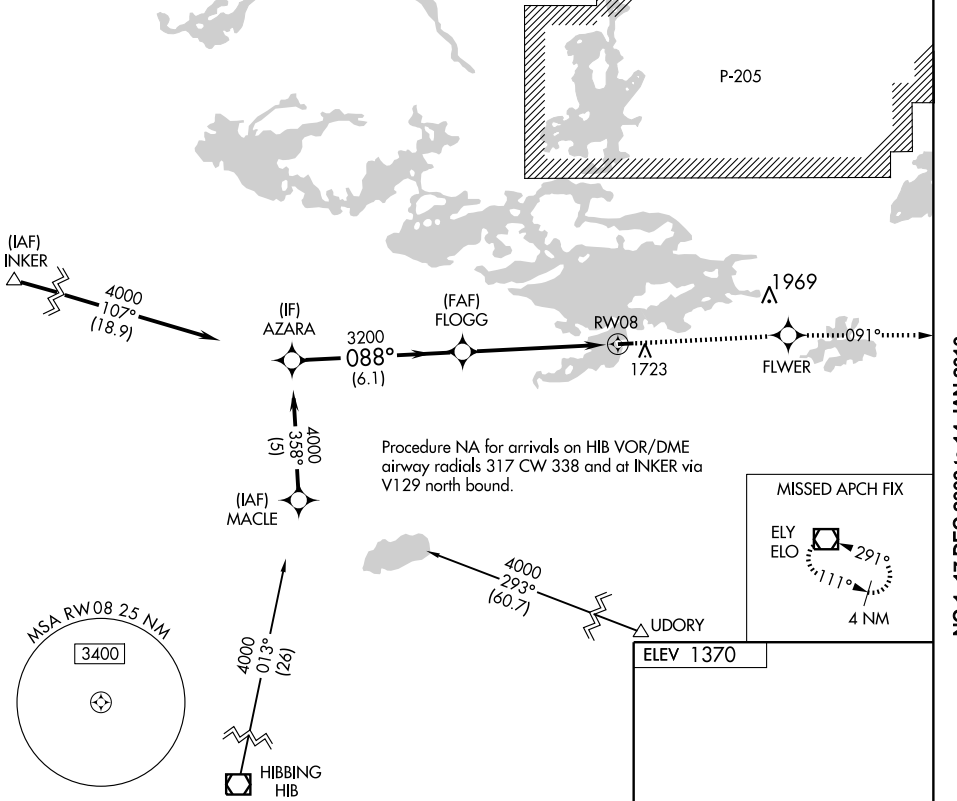 P-205
(IAF)
INKER
4000
107°
(18.9)
(IF)
AZARA
3200
088°
(6.1)
(FAF)
FLOGG
RW08
1723
1969
FLWER
091°
4000
358°
(5)
(IAF)
MACLE
Procedure NA for arrivals on HIB VOR/DME
airway radials 317 CW 338 and at INKER via
V129 north bound.
MISSED APCH FIX
ELY
ELO
291°
111°
4 NM
4000
293°
(60.7)
UDORY
ELEV 1370
MSA RW08 25 NM
3400
4000
013°
(26)
HIBBING
HIB